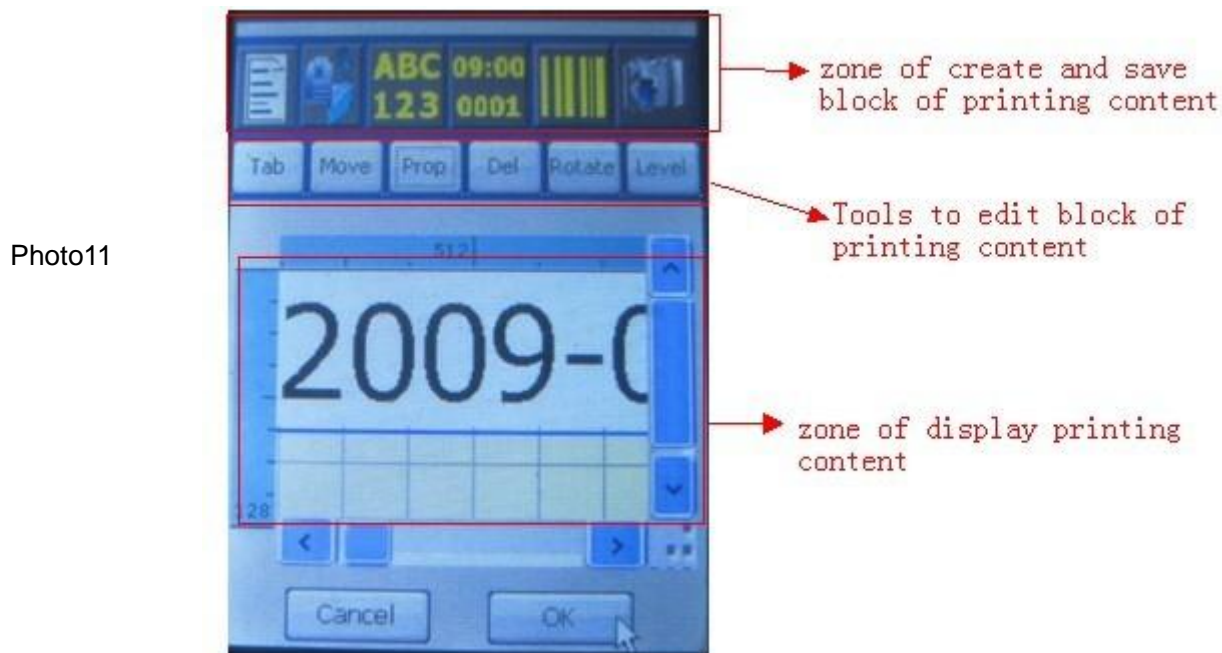 ABC 09:00
123 0001
zone of create and save
block of printing content
Tab Move Prop Del Rotate Level
Tools to edit block of
printing content
Photo11
512
2009-0
zone of display printing
content
128
Cancel OK